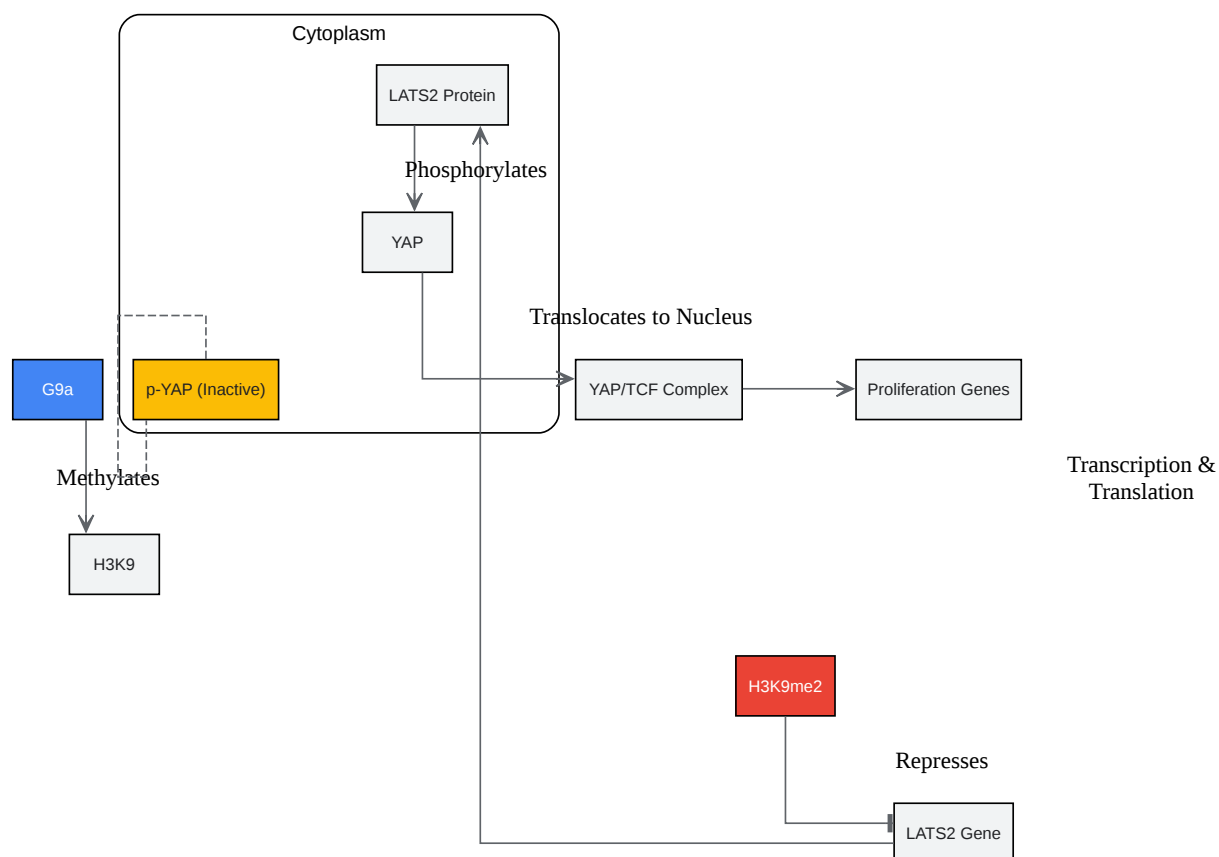 Cytoplasm
LATS2 Protein
Phosphorylates
YAP
Translocates to Nucleus
G9a
p-YAP (Inactive)
YAP/TCF Complex
Proliferation Genes
Methylates
Transcription &
Translation
H3K9
H3K9me2
Represses
LATS2 Gene